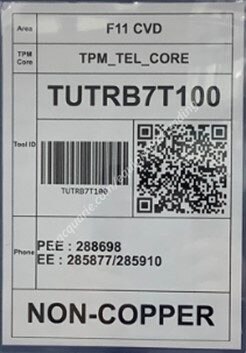 Area F11 CVD
TPM Core TPM_TEL_CORE
TUTRB7T100
Tool ID
TUTRB7T100
Phone
PEE : 288698
EE : 285877/285910
NON-COPPER